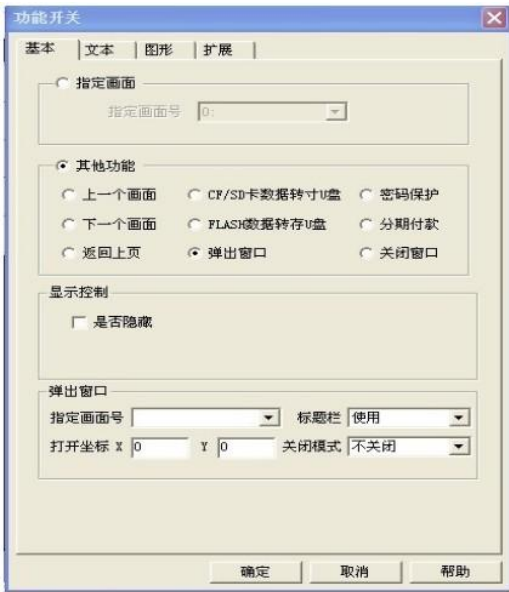 功能开关
基本 文本 图形 扩展
指定画面
指定画面号 0:
其他功能
上一个画面 CF/SD卡数据转寸U盘 密码保护
下一个画面 FLASH数据转存U盘 分期付款
返回上页 弹出窗口 关闭窗口
显示控制
是否隐藏
弹出窗口
指定画面号 标题栏 使用
打开坐标 X 0 Y 0 关闭模式 不关闭
确定 取消 帮助